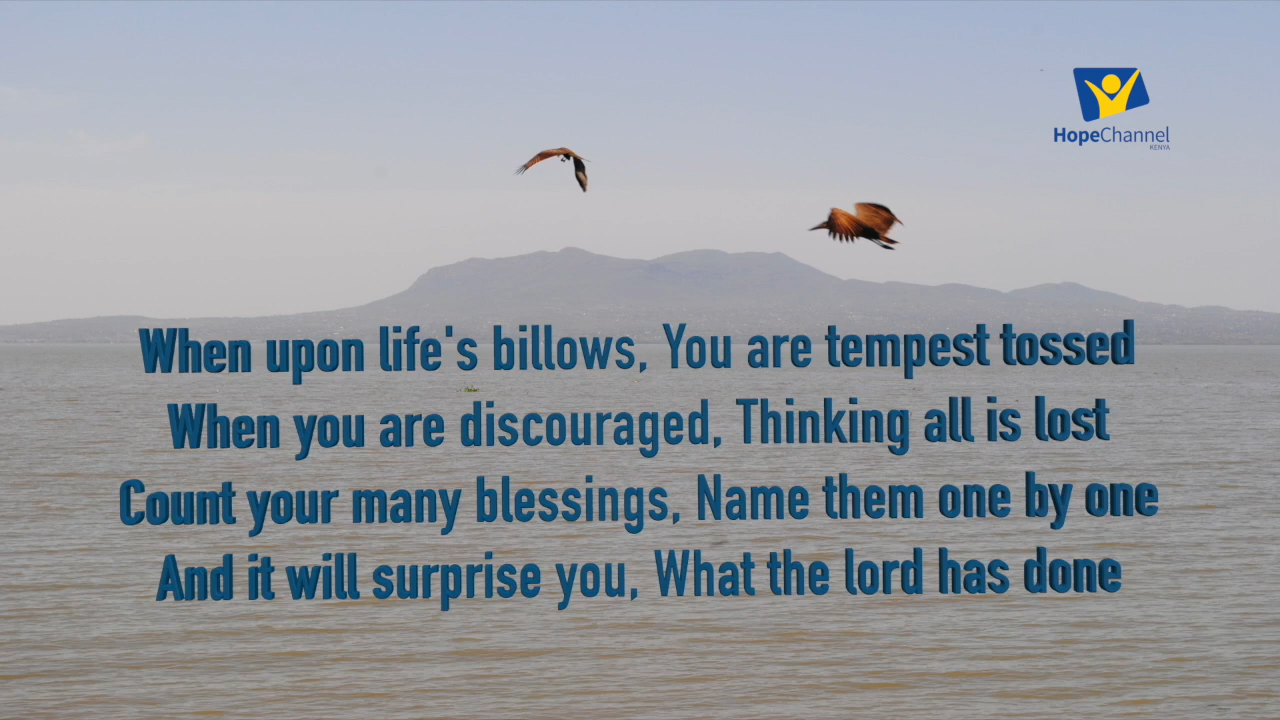 HopeChannel
KENYA
When upon life's billows, You are tempest tossed
When you are discouraged, Thinking all is lost
Count your many blessings, Name them one by one
And it will surprise you, What the lord has done